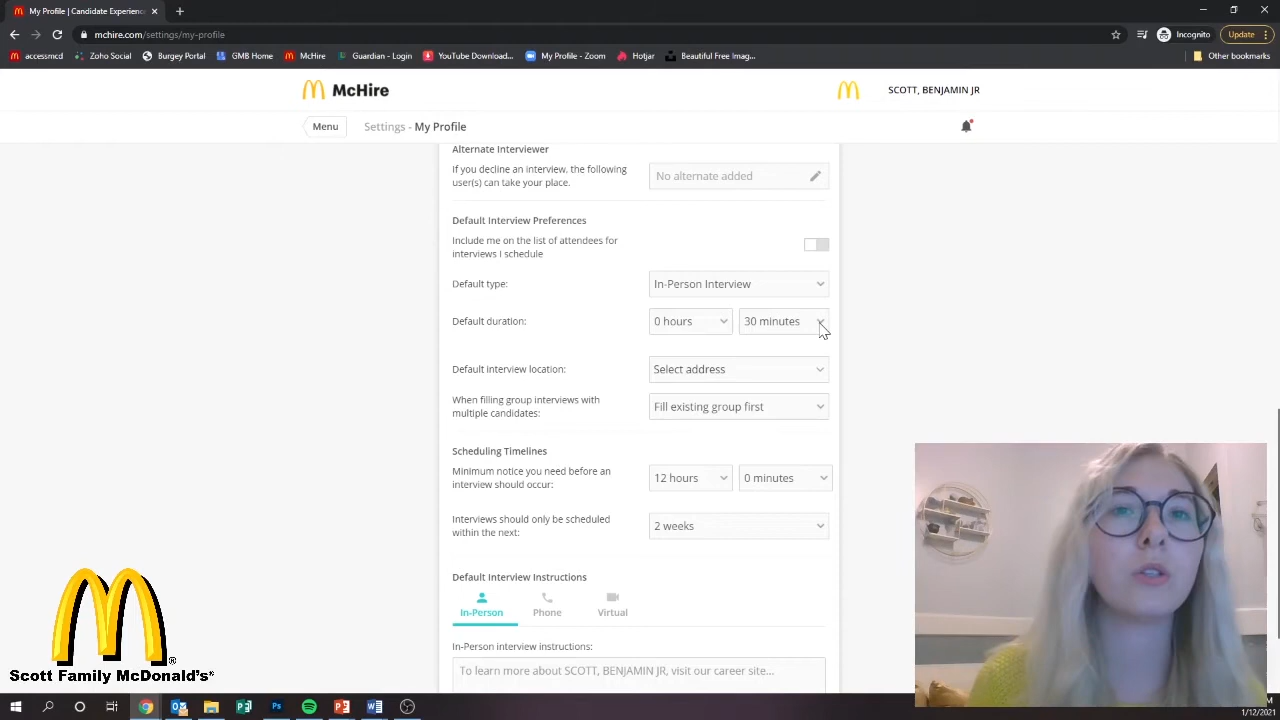 My Profile | Candidate Experienc
mchire.com/settings/my-profile
Incognito
Update
accessmcd
Zoho Social
Burgey Portal
GMB Home
McHire
Guardian - Login
YouTube Download...
My Profile - Zoom
Hotjar
Beautiful Free Imag...
Other bookmarks
McHire
SCOTT, BENJAMIN JR
Menu
Settings - My Profile
Alternate Interviewer
If you decline an interview, the following
user(s) can take your place.
No alternate added
Default Interview Preferences
Include me on the list of attendees for
interviews I schedule
Default type:
In-Person Interview
Default duration:
0 hours
30 minutes
Default interview location:
Select address
When filling group interviews with
multiple candidates:
Fill existing group first
Scheduling Timelines
Minimum notice you need before an
interview should occur:
12 hours
0 minutes
Interviews should only be scheduled
within the next:
2 weeks
Default Interview Instructions
In-Person
Phone
Virtual
In-Person interview instructions:
To learn more about SCOTT, BENJAMIN JR, visit our career site...
®
Scott Family McDonald's®
1/12/2021